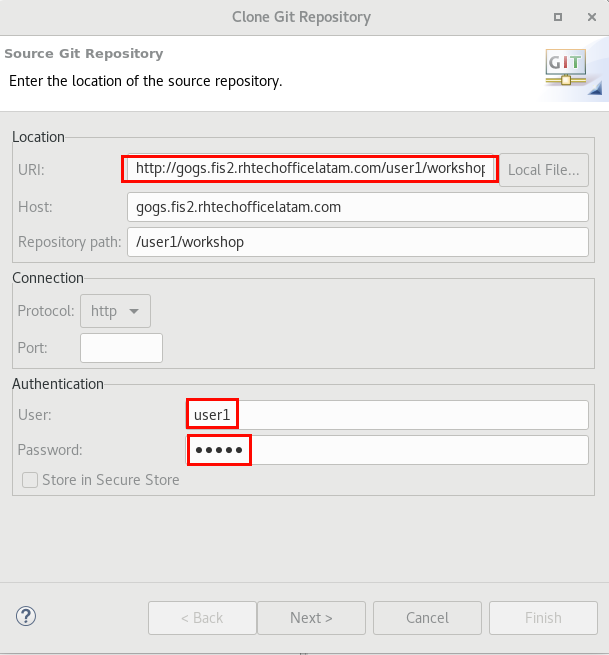 Clone Git Repository
Source Git Repository
Enter the location of the source repository.
GIT
Location
URI: http://gogs.fis2.rhtechofficelatam.com/user1/workshop Local File...
Host: gogs.fis2.rhtechofficelatam.com
Repository path: /user1/workshop
Connection
Protocol: http
Port:
Authentication
User: user1
Password: ●●●●●
Store in Secure Store
? < Back Next > Cancel Finish